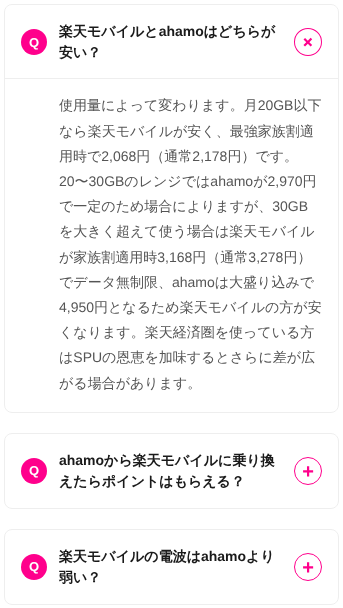 Q 楽天モバイルとahamoはどちらが
安い？
使用量によって変わります。月20GB以下
なら楽天モバイルが安く、最強家族割適
用時で2,068円（通常2,178円）です。
20〜30GBのレンジではahamoが2,970円
で一定のため場合によりますが、30GB
を大きく超えて使う場合は楽天モバイル
が家族割適用時3,168円（通常3,278円）
でデータ無制限、ahamoは大盛り込みで
4,950円となるため楽天モバイルの方が安
くなります。楽天経済圏を使っている方
はSPUの恩恵を加味するとさらに差が広
がる場合があります。
Q ahamoから楽天モバイルに乗り換
えたらポイントはもらえる？
Q 楽天モバイルの電波はahamoより
弱い？